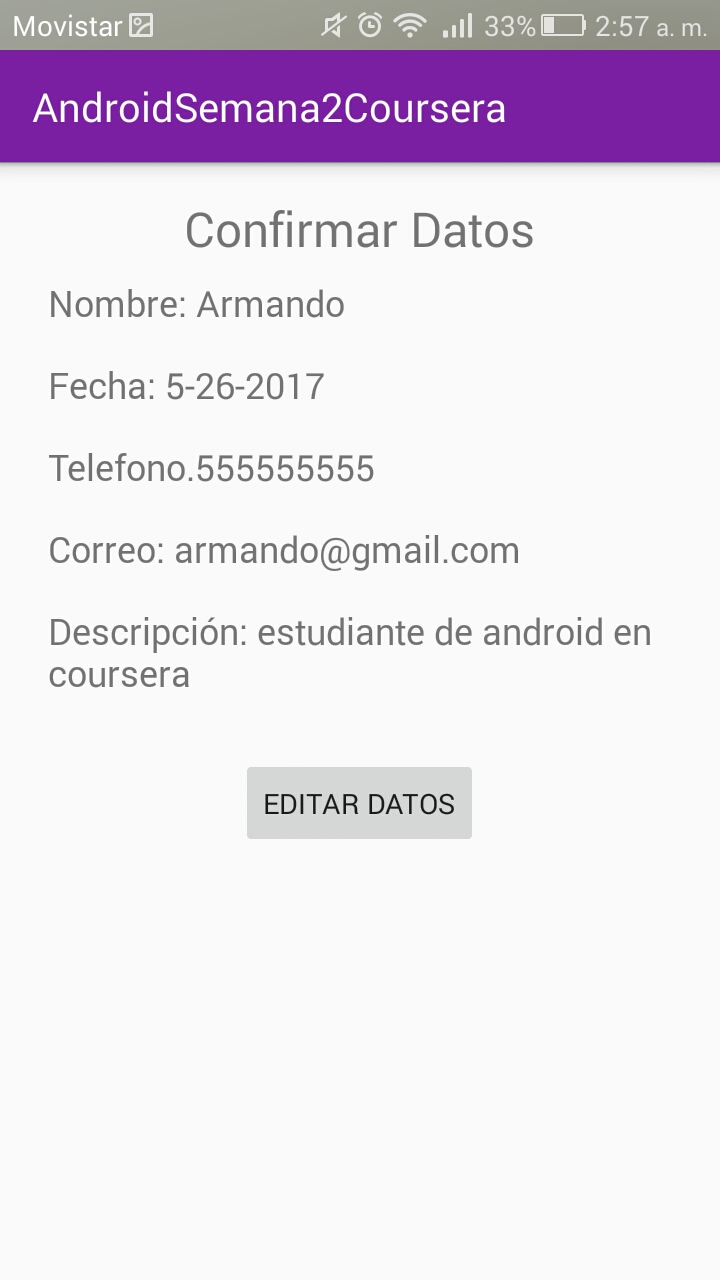 Movistar 33% 2:57 a. m.
AndroidSemana2Coursera
Confirmar Datos
Nombre: Armando
Fecha: 5-26-2017
Telefono.555555555
Correo: armando@gmail.com
Descripción: estudiante de android en
coursera
EDITAR DATOS